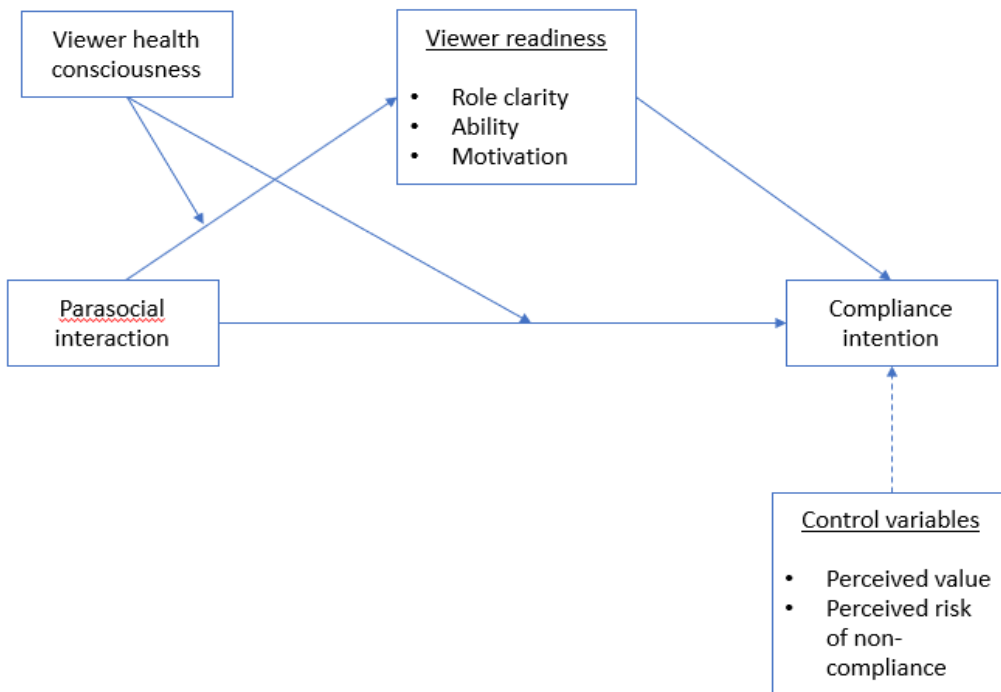 Viewer health
consciousness
Viewer readiness
• Role clarity
• Ability
• Motivation
Parasocial
interaction
Compliance
intention
Control variables
• Perceived value
• Perceived risk
of non-
compliance